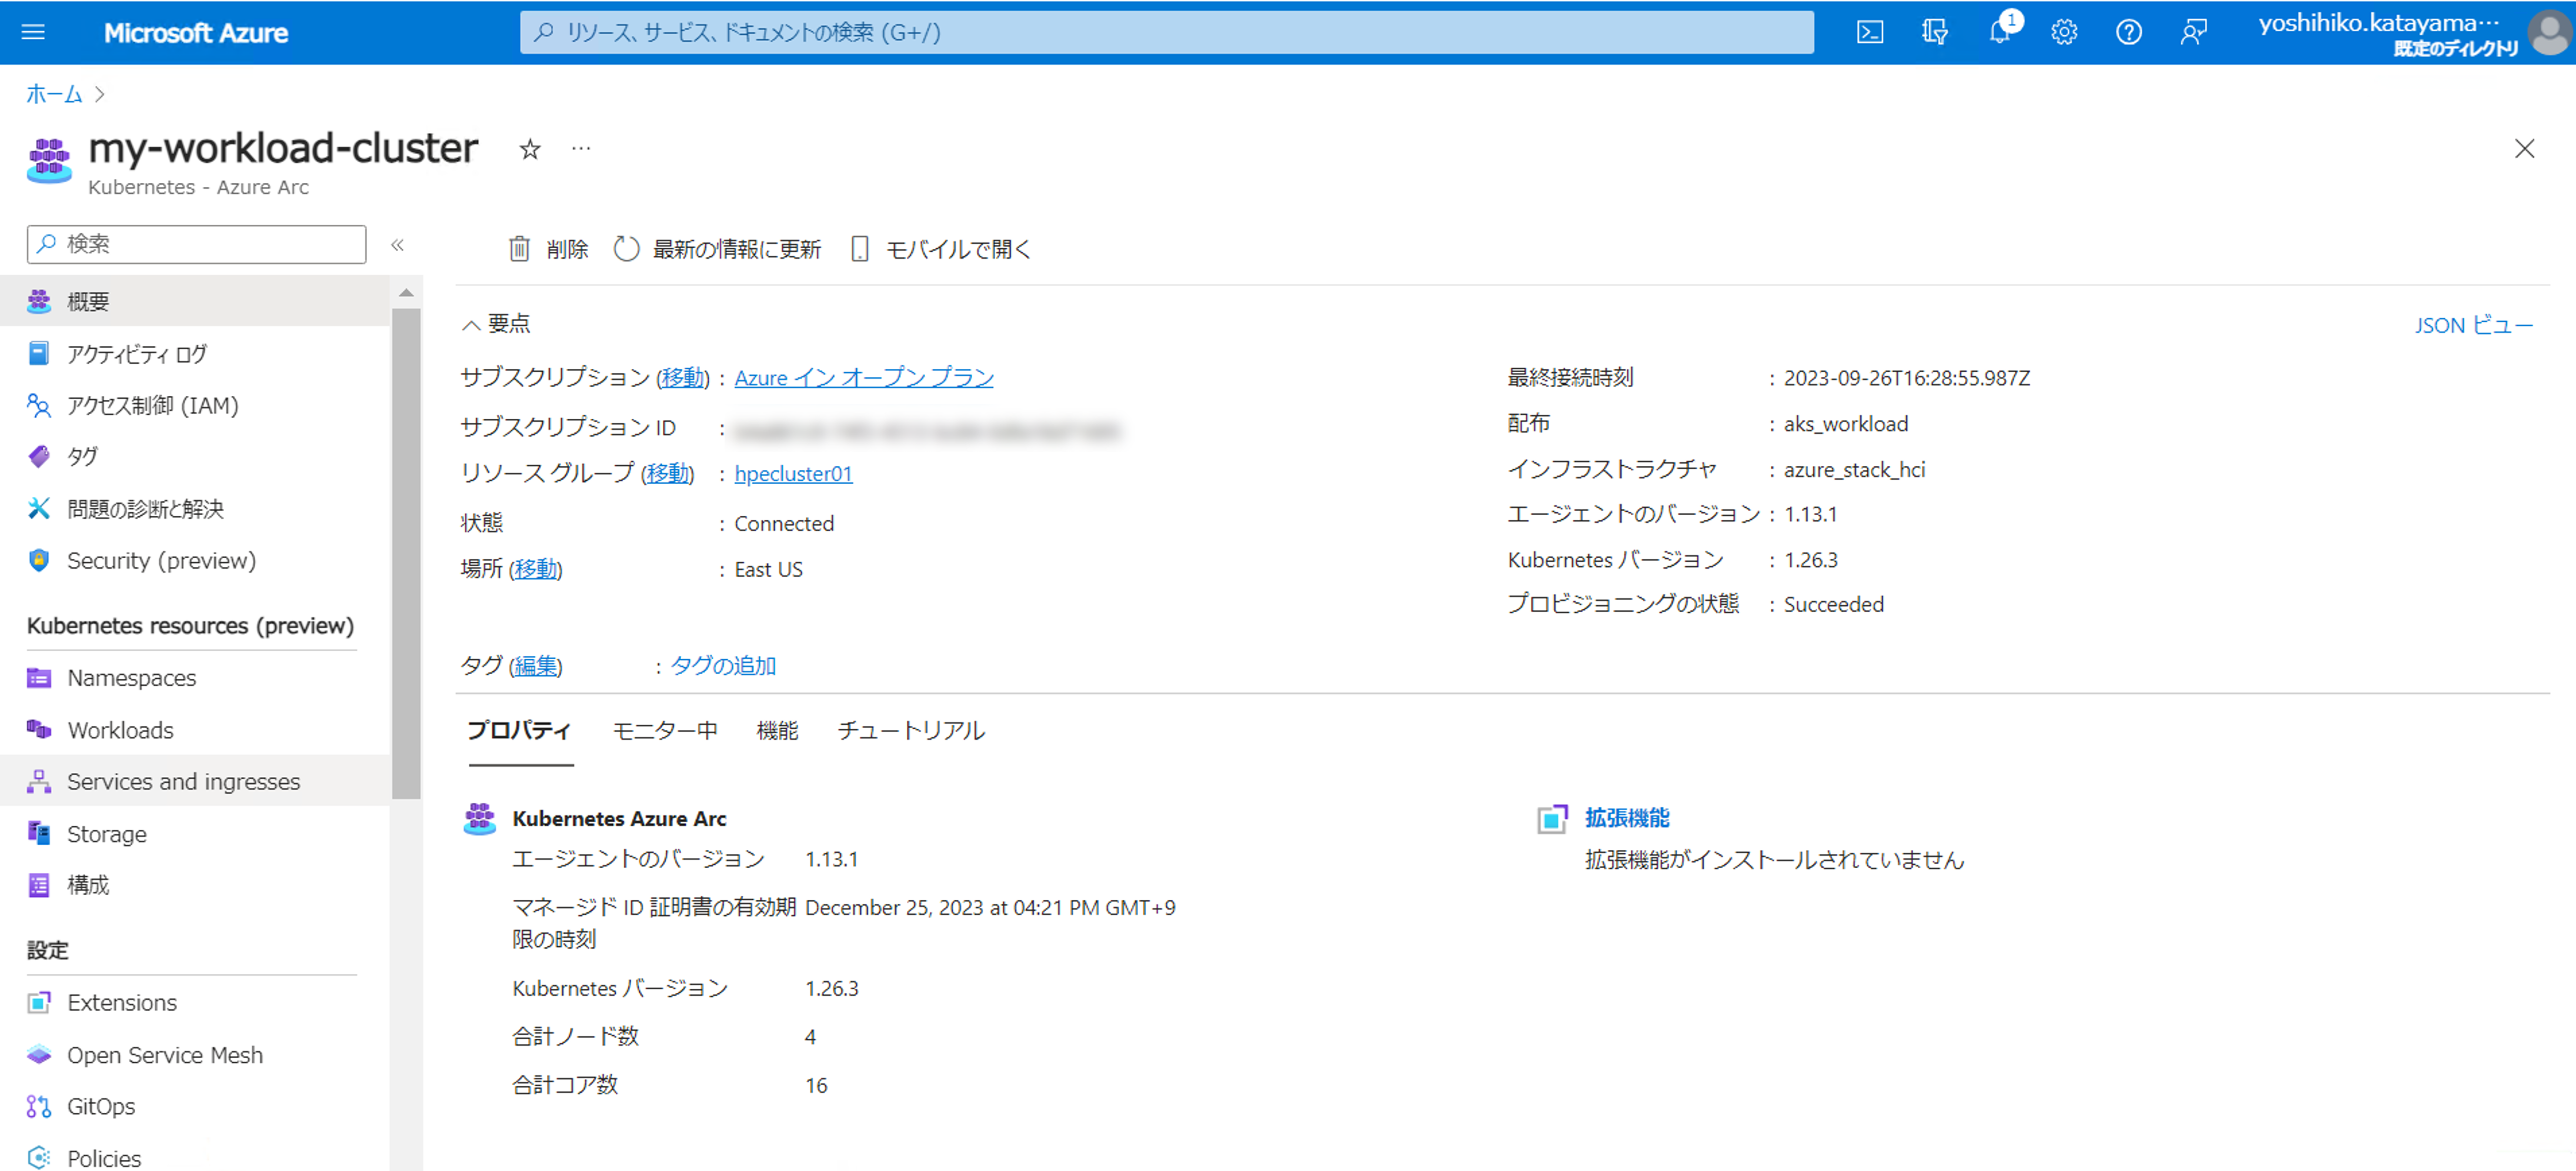 Microsoft Azure
リソース、サービス、ドキュメントの検索 (G+/)
1
yoshihiko.katayama…
既定のディレクトリ
ホーム >
my-workload-cluster ☆ …
Kubernetes - Azure Arc
検索 «
削除 最新の情報に更新 モバイルで開く
概要
アクティビティ ログ
アクセス制御 (IAM)
タグ
問題の診断と解決
Security (preview)
Kubernetes resources (preview)
Namespaces
Workloads
Services and ingresses
Storage
構成
設定
Extensions
Open Service Mesh
GitOps
Policies
要点
JSON ビュー
サブスクリプション (移動) : Azure イン オープン プラン
サブスクリプション ID :
リソース グループ (移動) : hpecluster01
状態 : Connected
場所 (移動) : East US
最終接続時刻 : 2023-09-26T16:28:55.987Z
配布 : aks_workload
インフラストラクチャ : azure_stack_hci
エージェントのバージョン : 1.13.1
Kubernetes バージョン : 1.26.3
プロビジョニングの状態 : Succeeded
タグ (編集) : タグの追加
プロパティ モニター中 機能 チュートリアル
Kubernetes Azure Arc
エージェントのバージョン 1.13.1
マネージド ID 証明書の有効期 December 25, 2023 at 04:21 PM GMT+9
限の時刻
Kubernetes バージョン 1.26.3
合計ノード数 4
合計コア数 16
拡張機能
拡張機能がインストールされていません